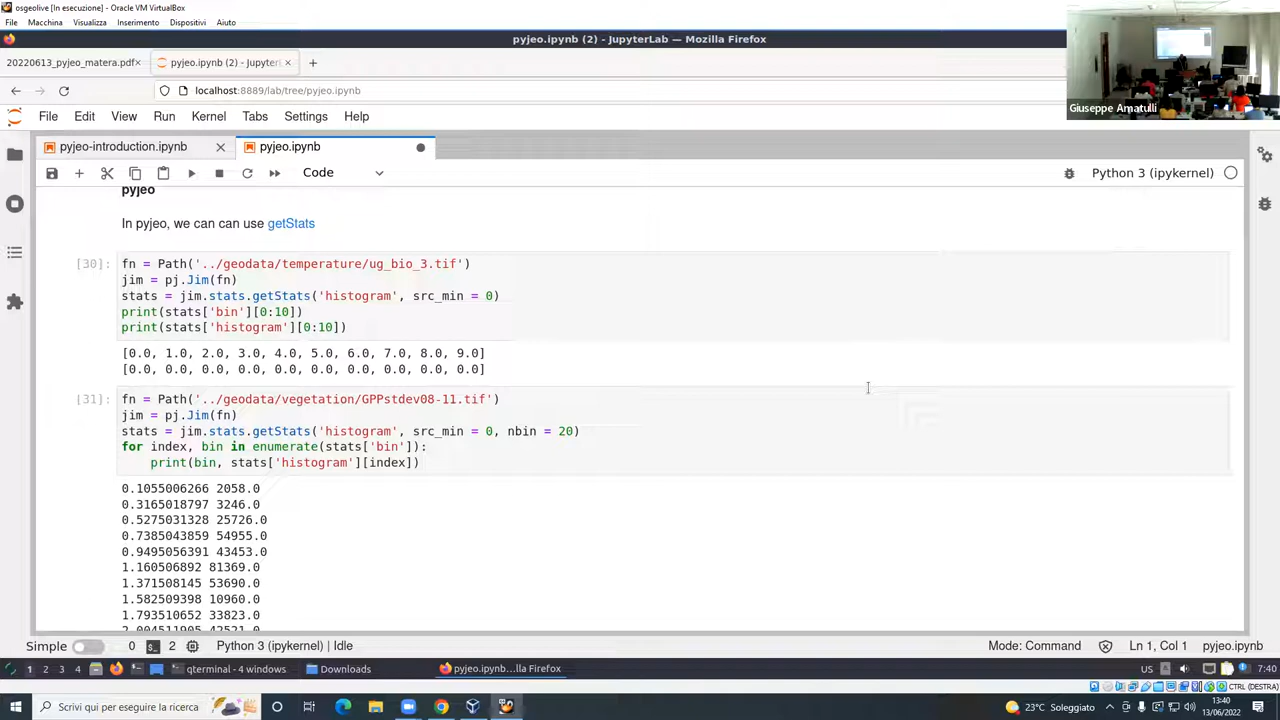 osgeolive [In esecuzione] - Oracle VM VirtualBox
File Macchina Visualizza Inserimento Dispositivi Aiuto
pyjeo.ipynb (2) - JupyterLab — Mozilla Firefox
20220613_pyjeo_matera.pdf× pyjeo.ipynb (2) - Jupyter
localhost:8889/lab/tree/pyjeo.ipynb
Giuseppe Amatulli
File Edit View Run Kernel Tabs Settings Help
pyjeo-introduction.ipynb pyjeo.ipynb
Code Python 3 (ipykernel)
pyjeo
In pyjeo, we can can use getStats
[30]: fn = Path('../geodata/temperature/ug_bio_3.tif')
jim = pj.Jim(fn)
stats = jim.stats.getStats('histogram', src_min = 0)
print(stats['bin'][0:10])
print(stats['histogram'][0:10])
[0.0, 1.0, 2.0, 3.0, 4.0, 5.0, 6.0, 7.0, 8.0, 9.0]
[0.0, 0.0, 0.0, 0.0, 0.0, 0.0, 0.0, 0.0, 0.0, 0.0]
[31]: fn = Path('../geodata/vegetation/GPPstdev08-11.tif')
jim = pj.Jim(fn)
stats = jim.stats.getStats('histogram', src_min = 0, nbin = 20)
for index, bin in enumerate(stats['bin']):
print(bin, stats['histogram'][index])
0.1055006266 2058.0
0.3165018797 3246.0
0.5275031328 25726.0
0.7385043859 54955.0
0.9495056391 43453.0
1.160506892 81369.0
1.371508145 53690.0
1.582509398 10960.0
1.793510652 33823.0
2.004511905 42521.0
Simple 0 2 Python 3 (ipykernel) | Idle Mode: Command Ln 1, Col 1 pyjeo.ipynb
1 2 3 4 qterminal - 4 windows Downloads pyjeo.ipynb...lla Firefox US 7:40
CTRL (DESTRA)
Scrivi qui per eseguire la ricerca 23°C Soleggiato 13:40
13/06/2022